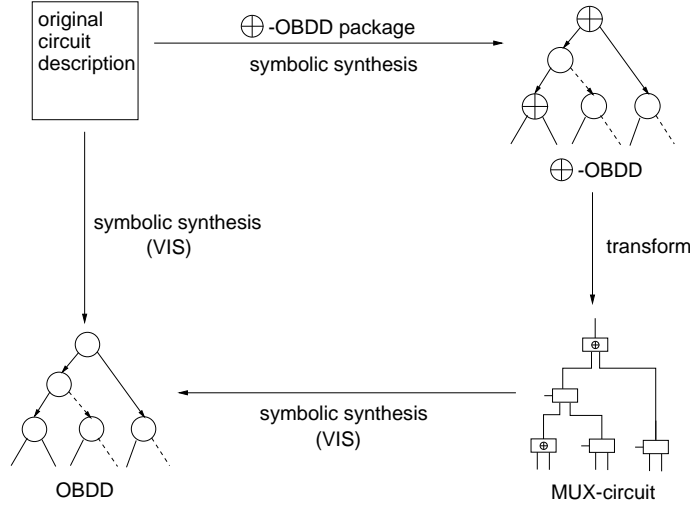 original
circuit
description
⊕-OBDD package
symbolic synthesis
⊕-OBDD
symbolic synthesis
(VIS)
transform
⊕
⊕
symbolic synthesis
(VIS)
OBDD
MUX-circuit